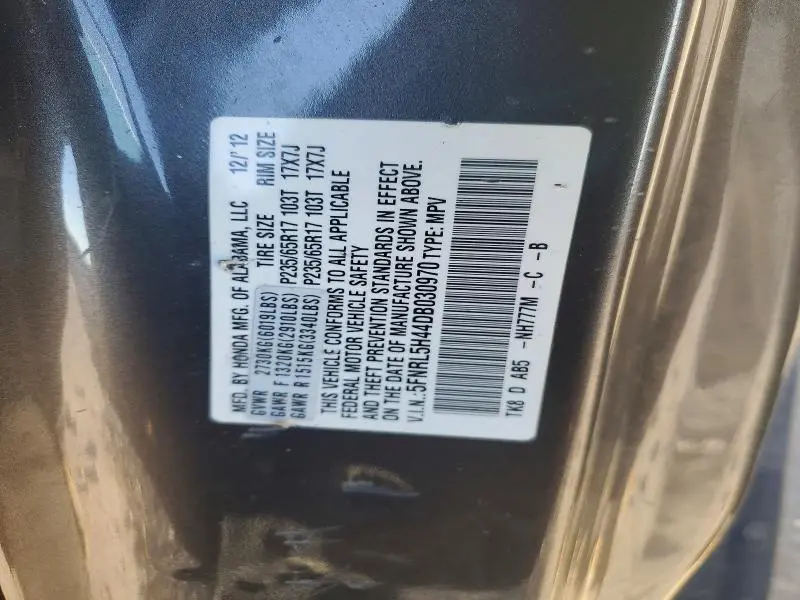 MFD. BY HONDA MFG. OF ALABAMA, LLC 12/'12
GVWR 2730KG(6019LBS) TIRE SIZE RIM SIZE
GAWR F 1320KG(2910LBS) P235/65R17 103T 17X7J
GAWR R 1515KG(3340LBS) P235/65R17 103T 17X7J
THIS VEHICLE CONFORMS TO ALL APPLICABLE
FEDERAL MOTOR VEHICLE SAFETY
AND THEFT PREVENTION STANDARDS IN EFFECT
ON THE DATE OF MANUFACTURE SHOWN ABOVE.
V.I.N.:5FNRL5H44DB030970 TYPE: MPV
TK8 D AB5 -NH777M -C -B